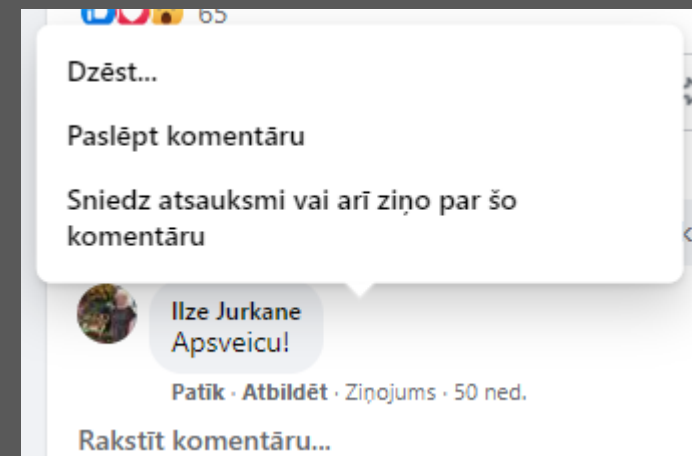 65
Dzēst...
Paslēpt komentāru
Sniedz atsauksmi vai arī ziņo par šo
komentāru
Ilze Jurkane
Apsveicu!
Patīk · Atbildēt · Ziņojums · 50 ned.
Rakstīt komentāru...